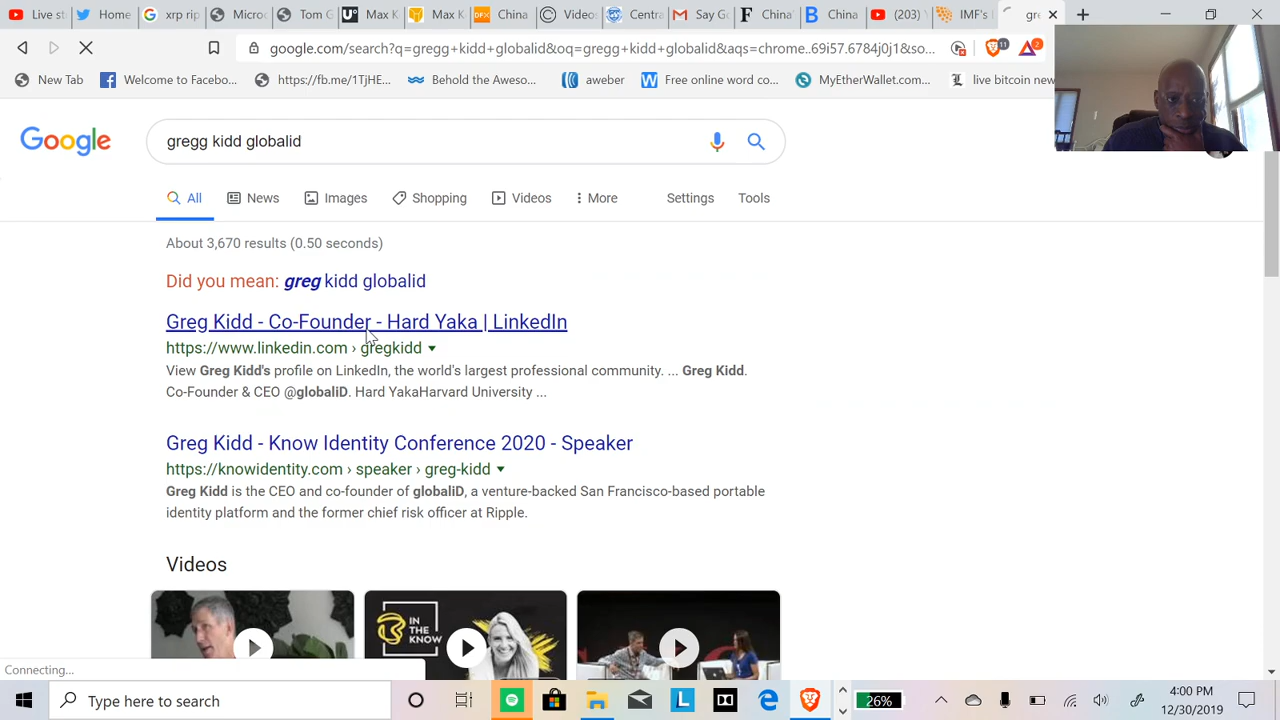 Live st
Home
xrp rip
Microc
Tom G
Max K
Max K
DFX China
Videos
Centra
Say Go
China'
China
(203) Y
IMF's
gre
google.com/search?q=gregg+kidd+globalid&oq=gregg+kidd+globalid&aqs=chrome..69i57.6784j0j1&so...
11
2
New Tab
Welcome to Facebo...
https://fb.me/1TjHE...
Behold the Aweso...
aweber
Free online word co...
MyEtherWallet.com...
live bitcoin new
Google
gregg kidd globalid
All
News
Images
Shopping
Videos
More
Settings
Tools
About 3,670 results (0.50 seconds)
Did you mean: greg kidd globalid
Greg Kidd - Co-Founder - Hard Yaka | LinkedIn
https://www.linkedin.com › gregkidd
View Greg Kidd's profile on LinkedIn, the world's largest professional community. ... Greg Kidd.
Co-Founder & CEO @globaliD. Hard YakaHarvard University ...
Greg Kidd - Know Identity Conference 2020 - Speaker
https://knowidentity.com › speaker › greg-kidd
Greg Kidd is the CEO and co-founder of globaliD, a venture-backed San Francisco-based portable
identity platform and the former chief risk officer at Ripple.
Videos
IN THE KNOW
Connecting...
Type here to search
26%
4:00 PM
12/30/2019